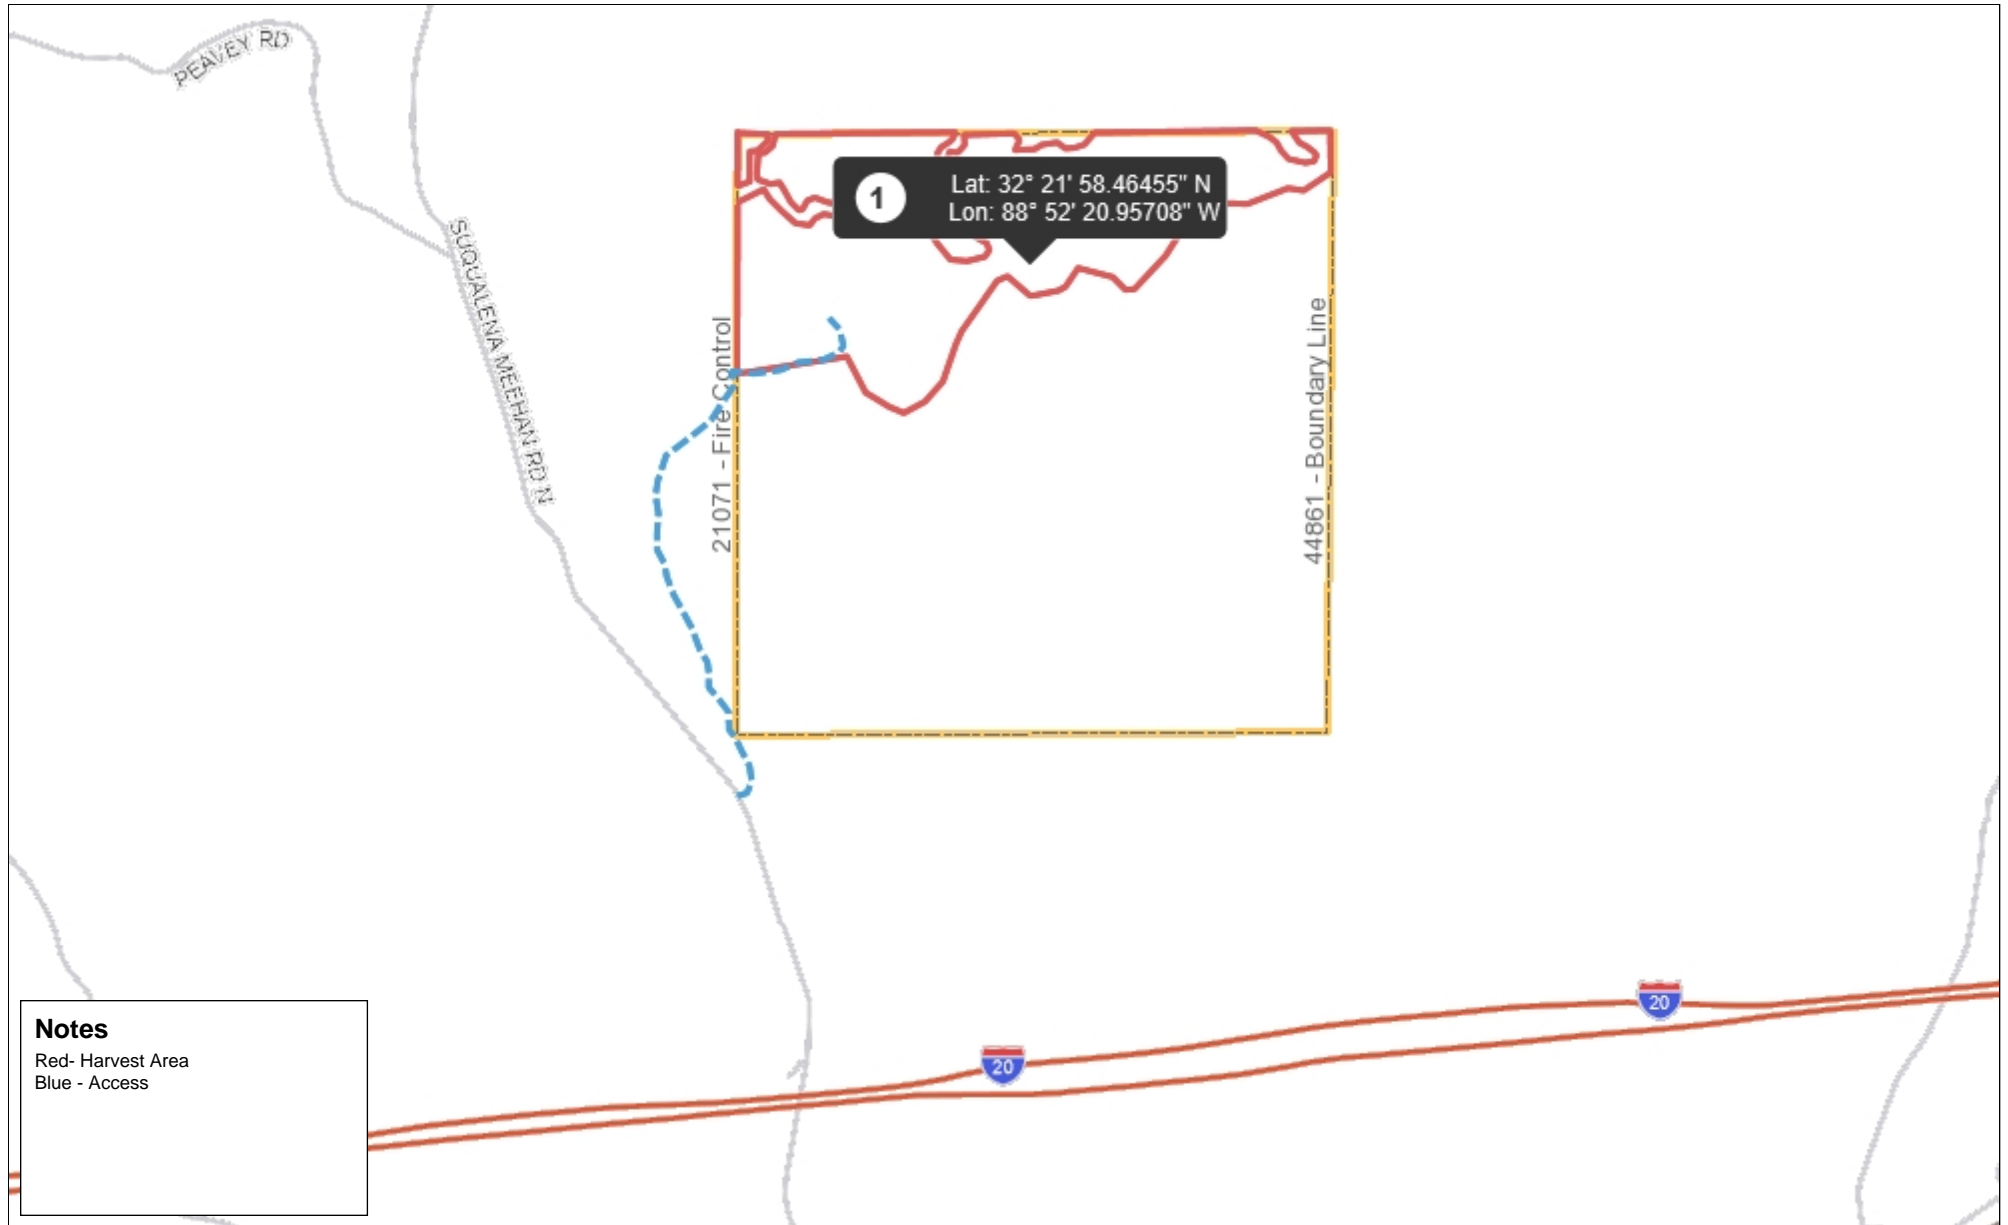 PEAVEY RD
SUQUALENA MEEHAN RD N
1
Lat: 32° 21' 58.46455" N
Lon: 88° 52' 20.95708" W
21071 - Fire Control
44861 - Boundary Line
20
20
Notes
Red- Harvest Area
Blue - Access